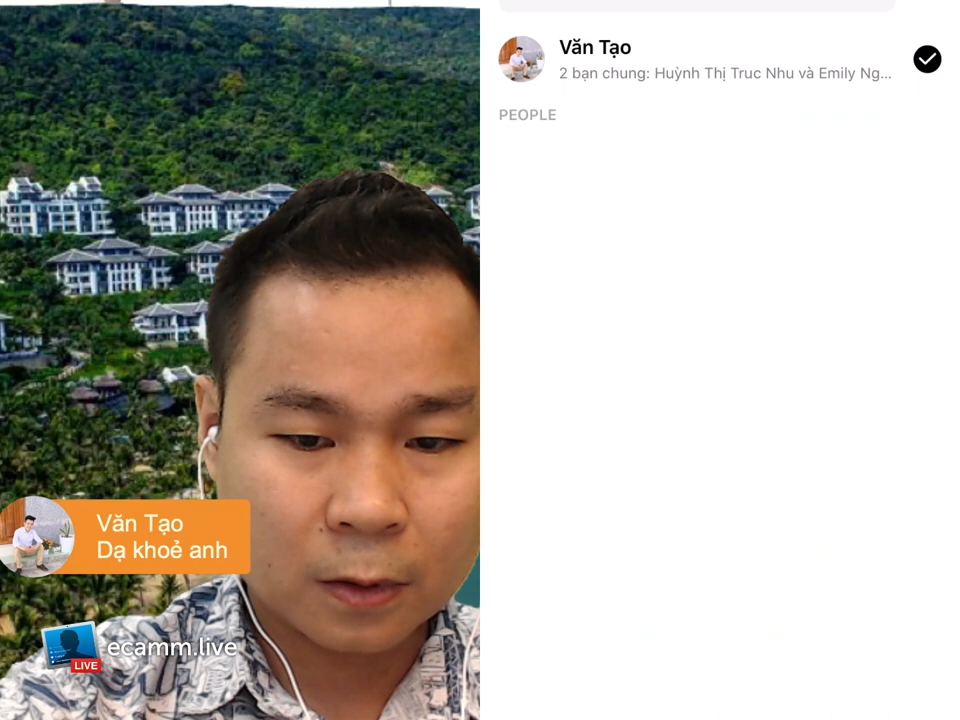 Văn Tạo
Dạ khoẻ anh
LIVE
ecamm.live
Văn Tạo
2 bạn chung: Huỳnh Thị Truc Nhu và Emily Ng...
PEOPLE